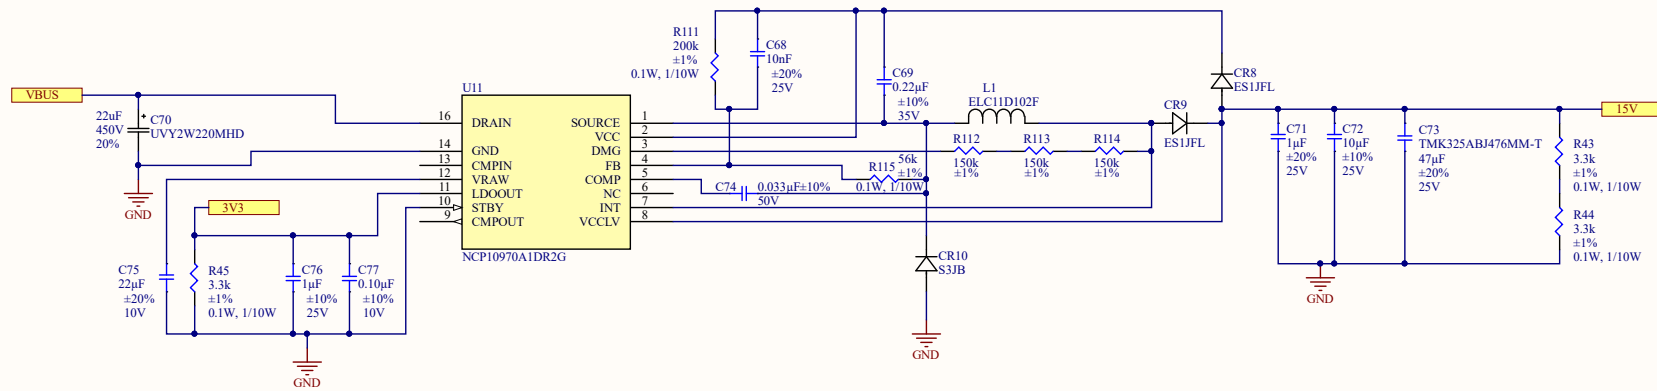 VBUS
22uF
450V
20%
C70
UVY2W220MHD
GND
U11
16 DRAIN
14 GND
13 CMPIN
12 VRAW
11 LDOOUT
10 STBY
9 CMPOUT
SOURCE 1
VCC 2
DMG 3
FB 4
COMP 5
NC 6
INT 7
VCCLV 8
NCP10970A1DR2G
3V3
C75
22µF
±20%
10V
R45
3.3k
±1%
0.1W, 1/10W
C76
1µF
±10%
25V
C77
0.10µF
±10%
10V
GND
R111
200k
±1%
0.1W, 1/10W
C68
10nF
±20%
25V
C69
0.22µF
±10%
35V
L1
ELC11D102F
R112
150k
±1%
R113
150k
±1%
R114
150k
±1%
R115
56k
±1%
0.1W, 1/10W
C74
0.033µF±10%
50V
CR10
S3JB
GND
CR9
ES1JFL
CR8
ES1JFL
15V
C71
1µF
±20%
25V
C72
10µF
±10%
25V
C73
TMK325ABJ476MM-T
47µF
±20%
25V
R43
3.3k
±1%
0.1W, 1/10W
R44
3.3k
±1%
0.1W, 1/10W
GND